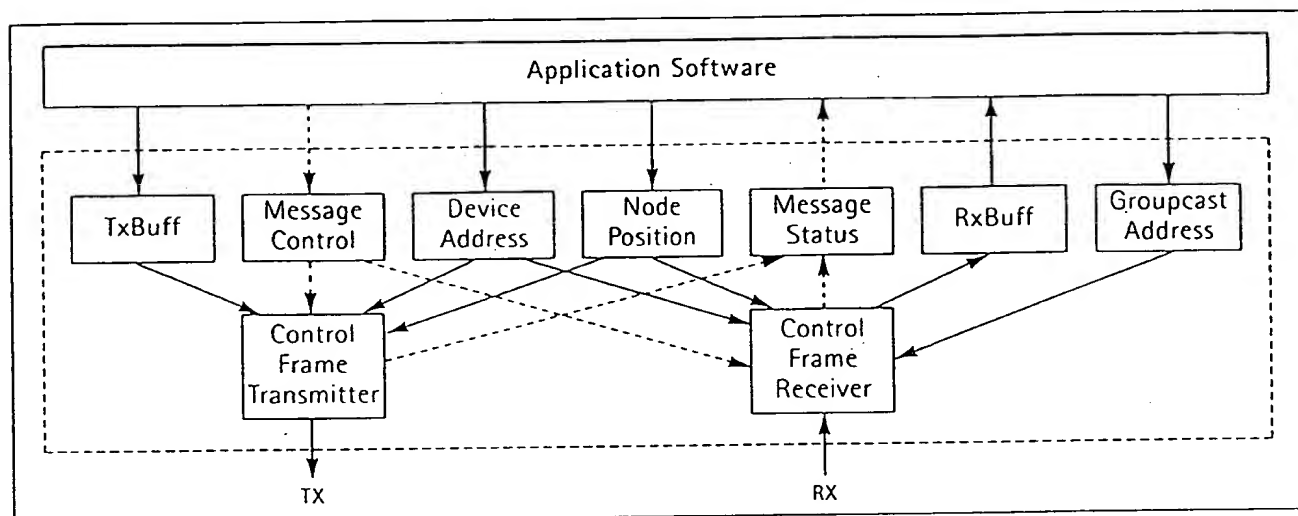 Application Software
TxBuff
Message
Control
Device
Address
Node
Position
Message
Status
RxBuff
Groupcast
Address
Control
Frame
Transmitter
Control
Frame
Receiver
TX
RX